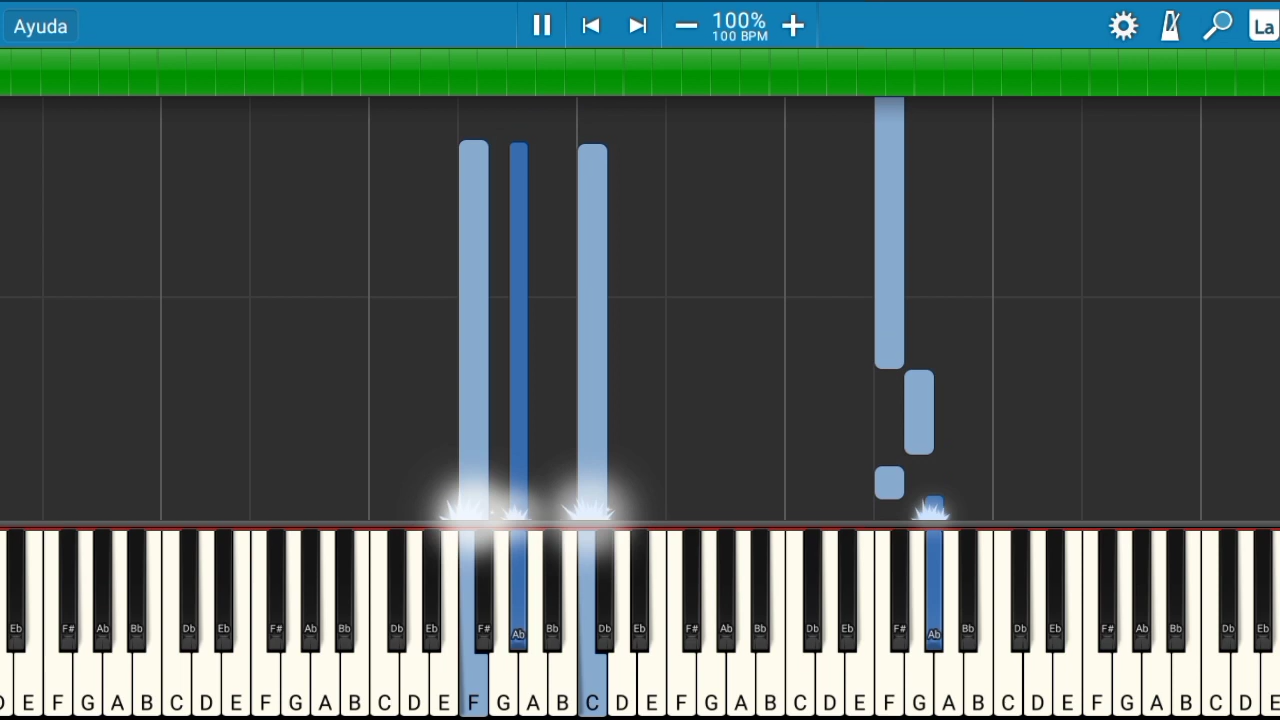 Ayuda
100%
100 BPM
La
Eb F# Ab Bb Db Eb F# Ab Bb Db Eb F# Ab Bb Db Eb F# Ab Bb Db Eb F# Ab Bb Db Eb F# Ab Bb Db Eb
D E F G A B C D E F G A B C D E F G A B C D E F G A B C D E F G A B C D E F G A B C D E